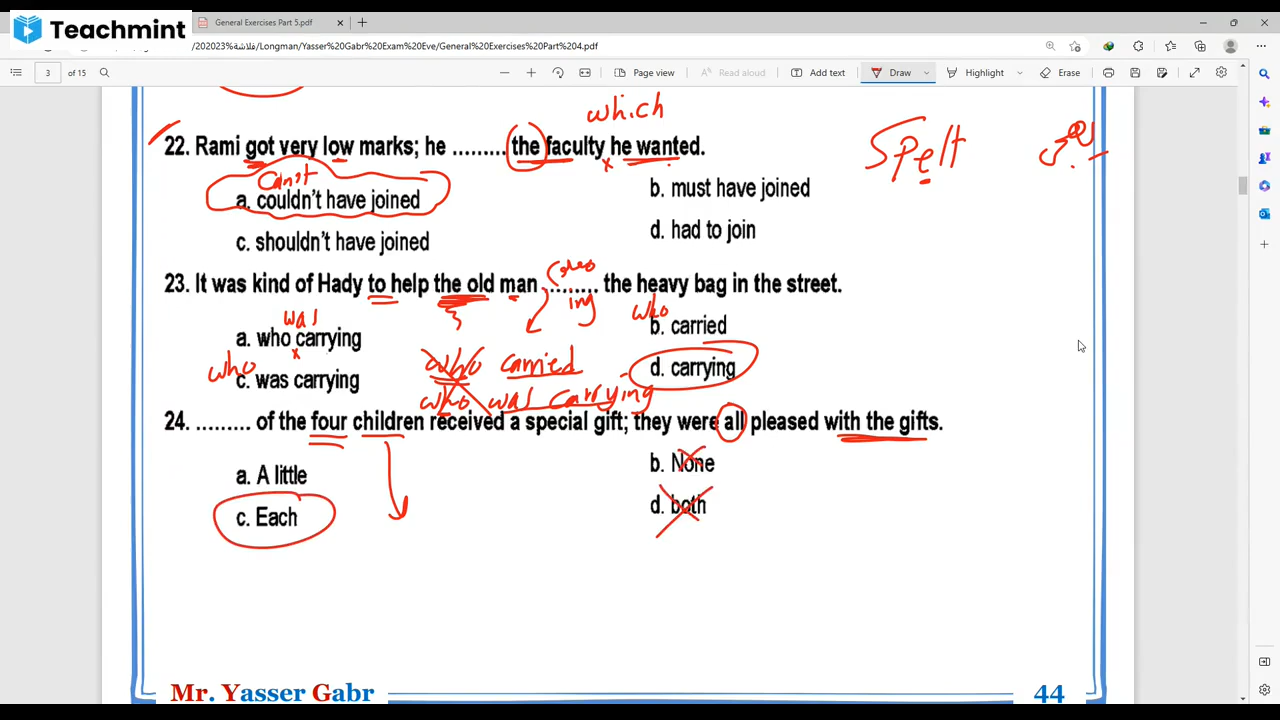 General Exercises Part 5.pdf
Teachmint
/202023فلاشة/Longman/Yasser%20Gabr%20Exam%20Eve/General%20Exercises%20Part%204.pdf
3 of 15
Page view
Read aloud
Add text
Draw
Highlight
Erase
which
22. Rami got very low marks; he ......... the faculty he wanted.
Spelt
can't
a. couldn't have joined
b. must have joined
c. shouldn't have joined
d. had to join
23. It was kind of Hady to help the old man ......... the heavy bag in the street.
ing
was
who
a. who carrying
b. carried
who
who carried
c. was carrying
d. carrying
who was carrying
24. ......... of the four children received a special gift; they were all pleased with the gifts.
a. A little
b. None
c. Each
d. both
Mr. Yasser Gabr
44